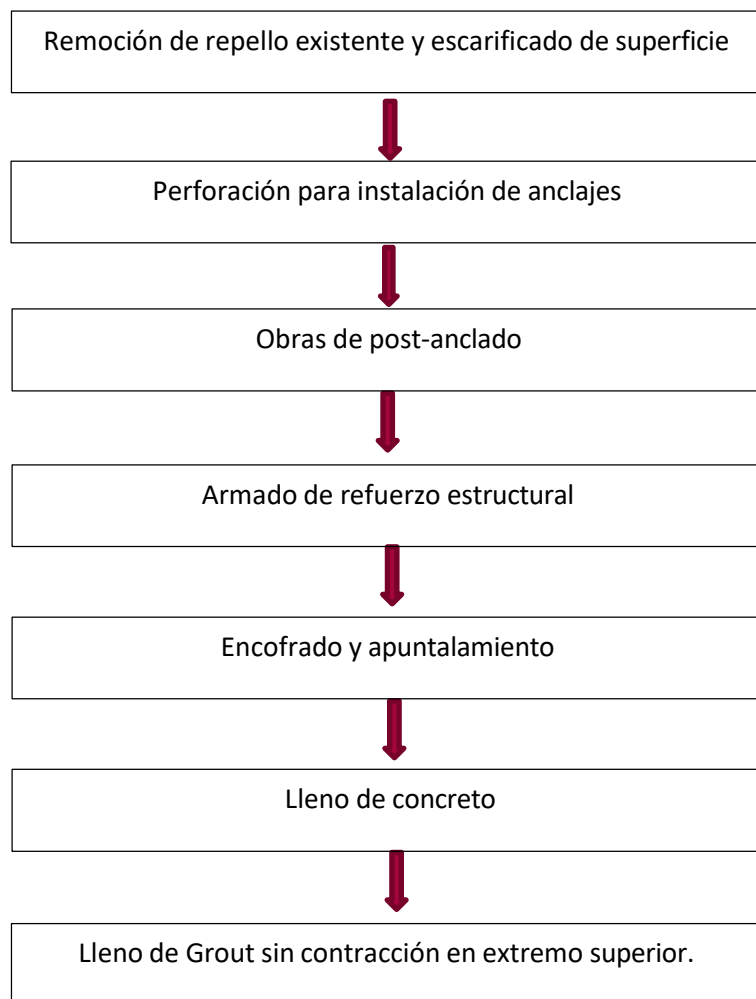 Remoción de repello existente y escarificado de superficie
Perforación para instalación de anclajes
Obras de post-anclado
Armado de refuerzo estructural
Encofrado y apuntalamiento
Lleno de concreto
Lleno de Grout sin contracción en extremo superior.